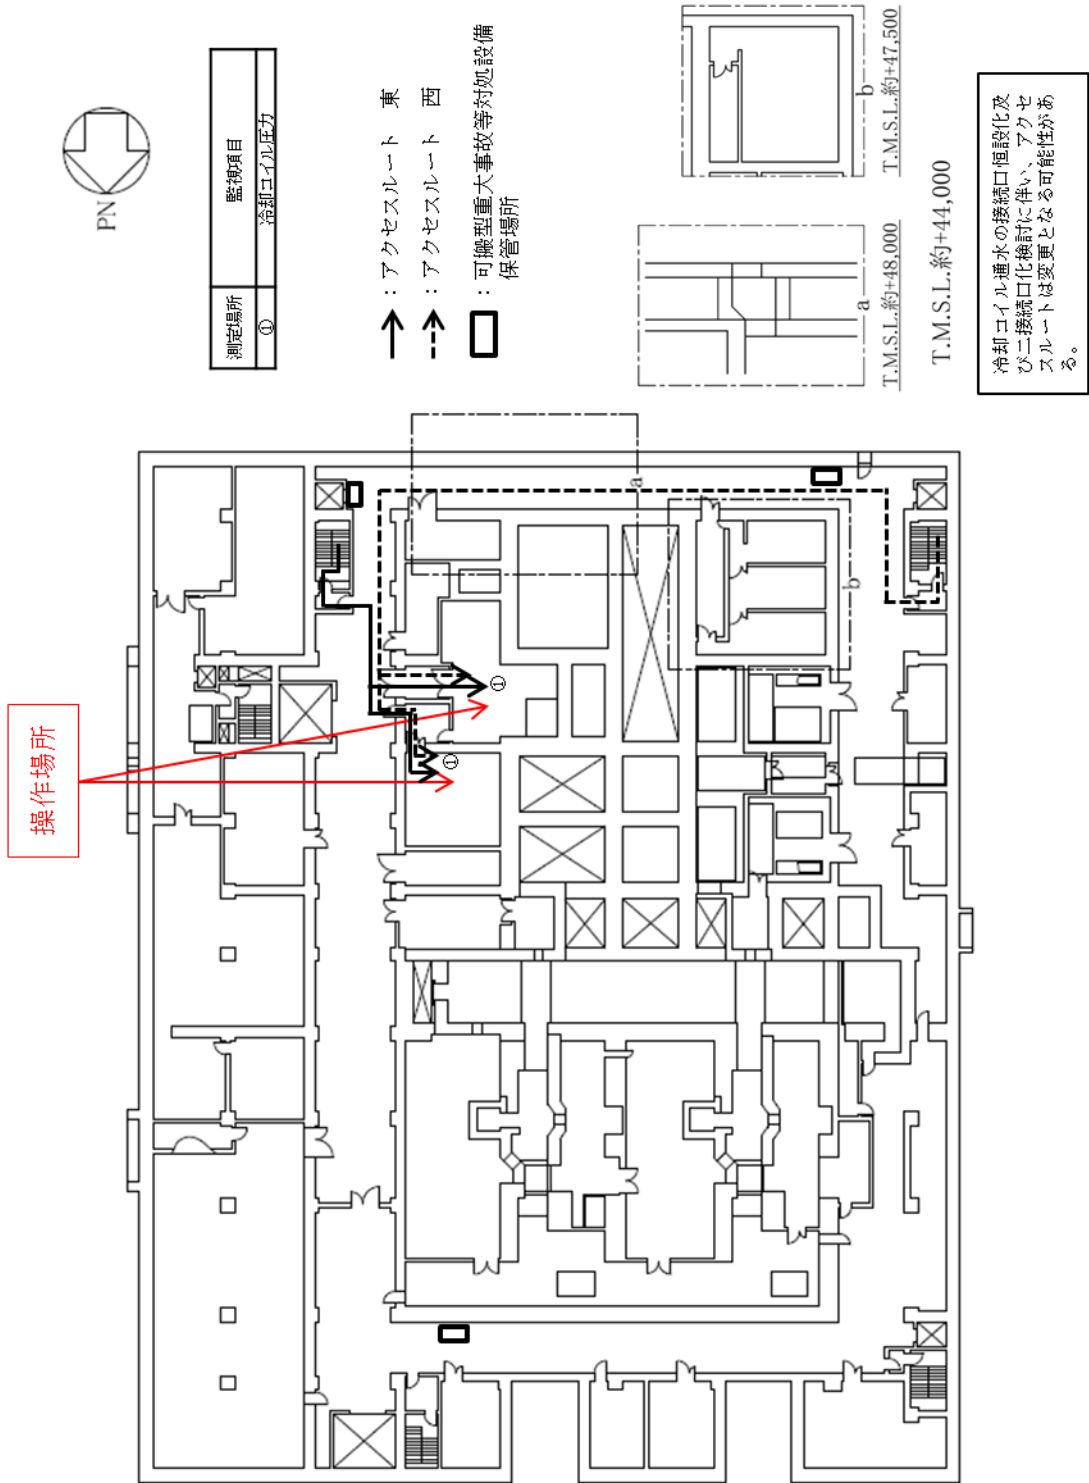 PN
測定場所 監視項目
① 冷却コイル圧力
：アクセスルート　東
：アクセスルート　西
：可搬型重大事故等対処設備
保管場所
a
T.M.S.L.約+48,000
b
T.M.S.L.約+47,500
T.M.S.L.約+44,000
冷却コイル通水の接続口恒設化及
び二接続口化検討に伴い、アクセ
スルートは変更となる可能性があ
る。
操作場所
①
①
a
b